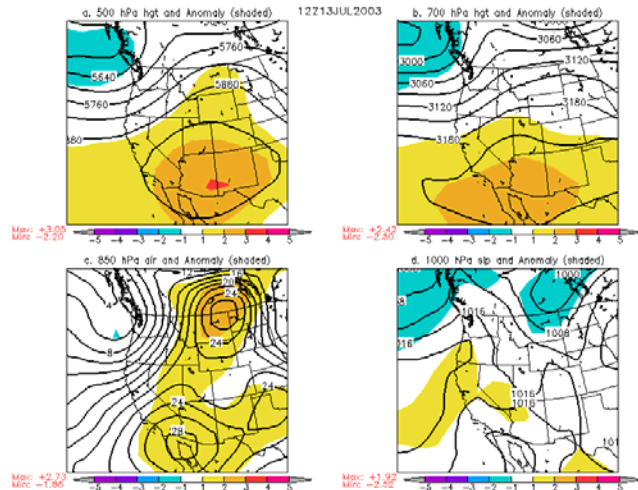 a. 500 hPa hgt and Anomaly (shaded)
12Z13JUL2003
b. 700 hPa hgt and Anomaly (shaded)
5760
5640
5760
5880
3060
3000
3060
3120
3120
3180
3180
Max: +3.05
Min: -2.20
-5 -4 -3 -2 -1 1 2 3 4 5
Max: +2.42
Min: -2.80
-5 -4 -3 -2 -1 1 2 3 4 5
c. 850 hPa air and Anomaly (shaded)
d. 1000 hPa slp and Anomaly (shaded)
12
16
20
24
4
8
24
24
24
28
1000
1016
1008
1016
1016
1016
Max: +2.73
Min: -1.86
-5 -4 -3 -2 -1 1 2 3 4 5
Max: +1.92
Min: -2.52
-5 -4 -3 -2 -1 1 2 3 4 5